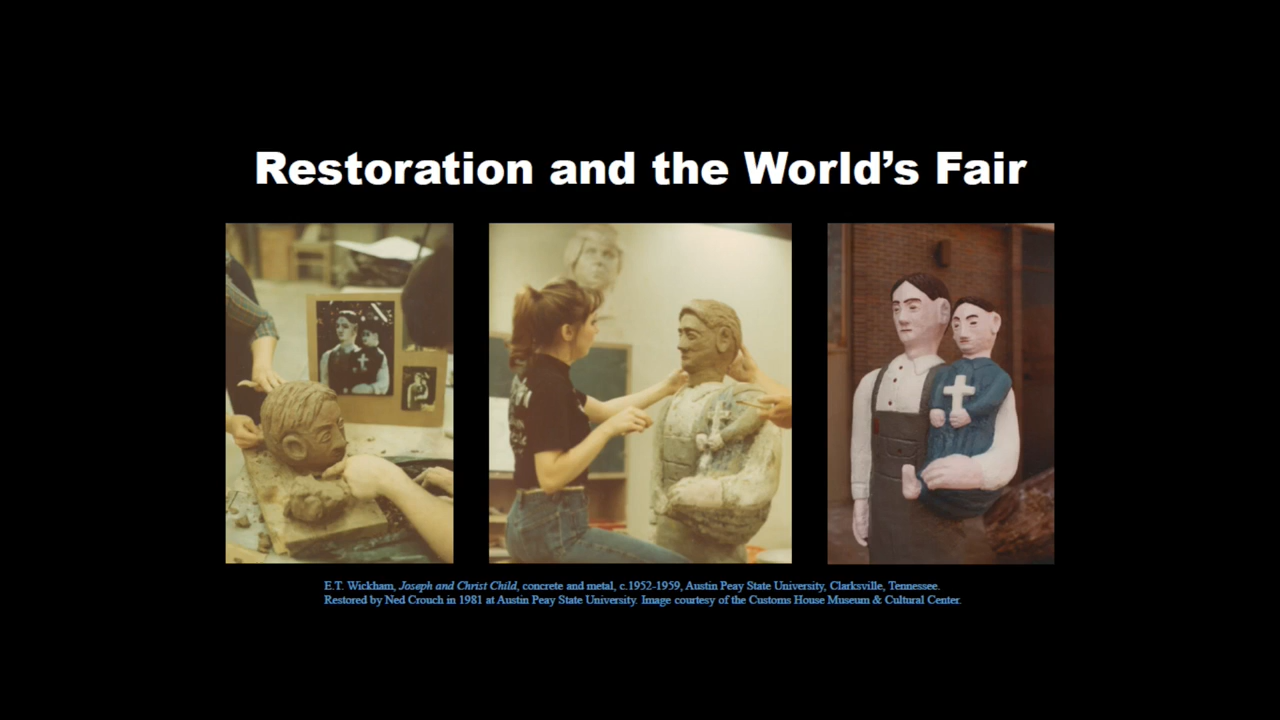 Restoration and the World’s Fair
E.T. Wickham, Joseph and Christ Child, concrete and metal, c.1952-1959, Austin Peay State University, Clarksville, Tennessee.
Restored by Ned Crouch in 1981 at Austin Peay State University. Image courtesy of the Customs House Museum & Cultural Center.